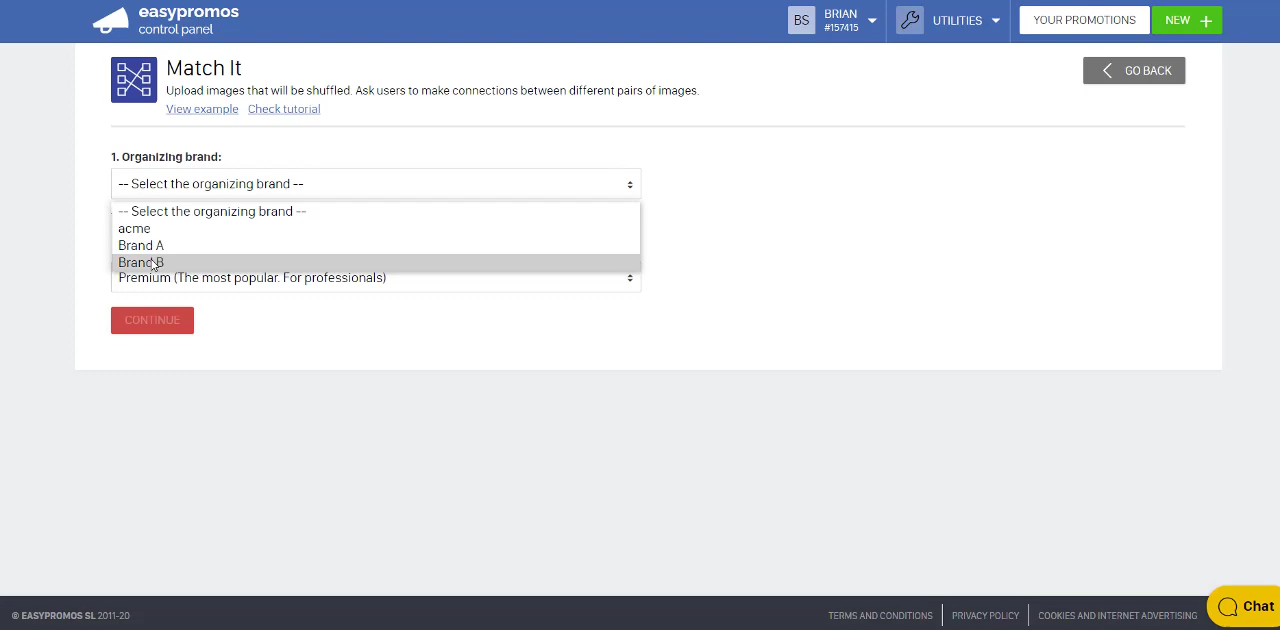 easypromos
control panel
BS
BRIAN
#157415
UTILITIES
YOUR PROMOTIONS
NEW
Match It
GO BACK
Upload images that will be shuffled. Ask users to make connections between different pairs of images.
View example Check tutorial
1. Organizing brand:
-- Select the organizing brand --
-- Select the organizing brand --
acme
Brand A
Brand B
Premium (The most popular. For professionals)
CONTINUE
Chat
© EASYPROMOS SL 2011-20
TERMS AND CONDITIONS PRIVACY POLICY COOKIES AND INTERNET ADVERTISING